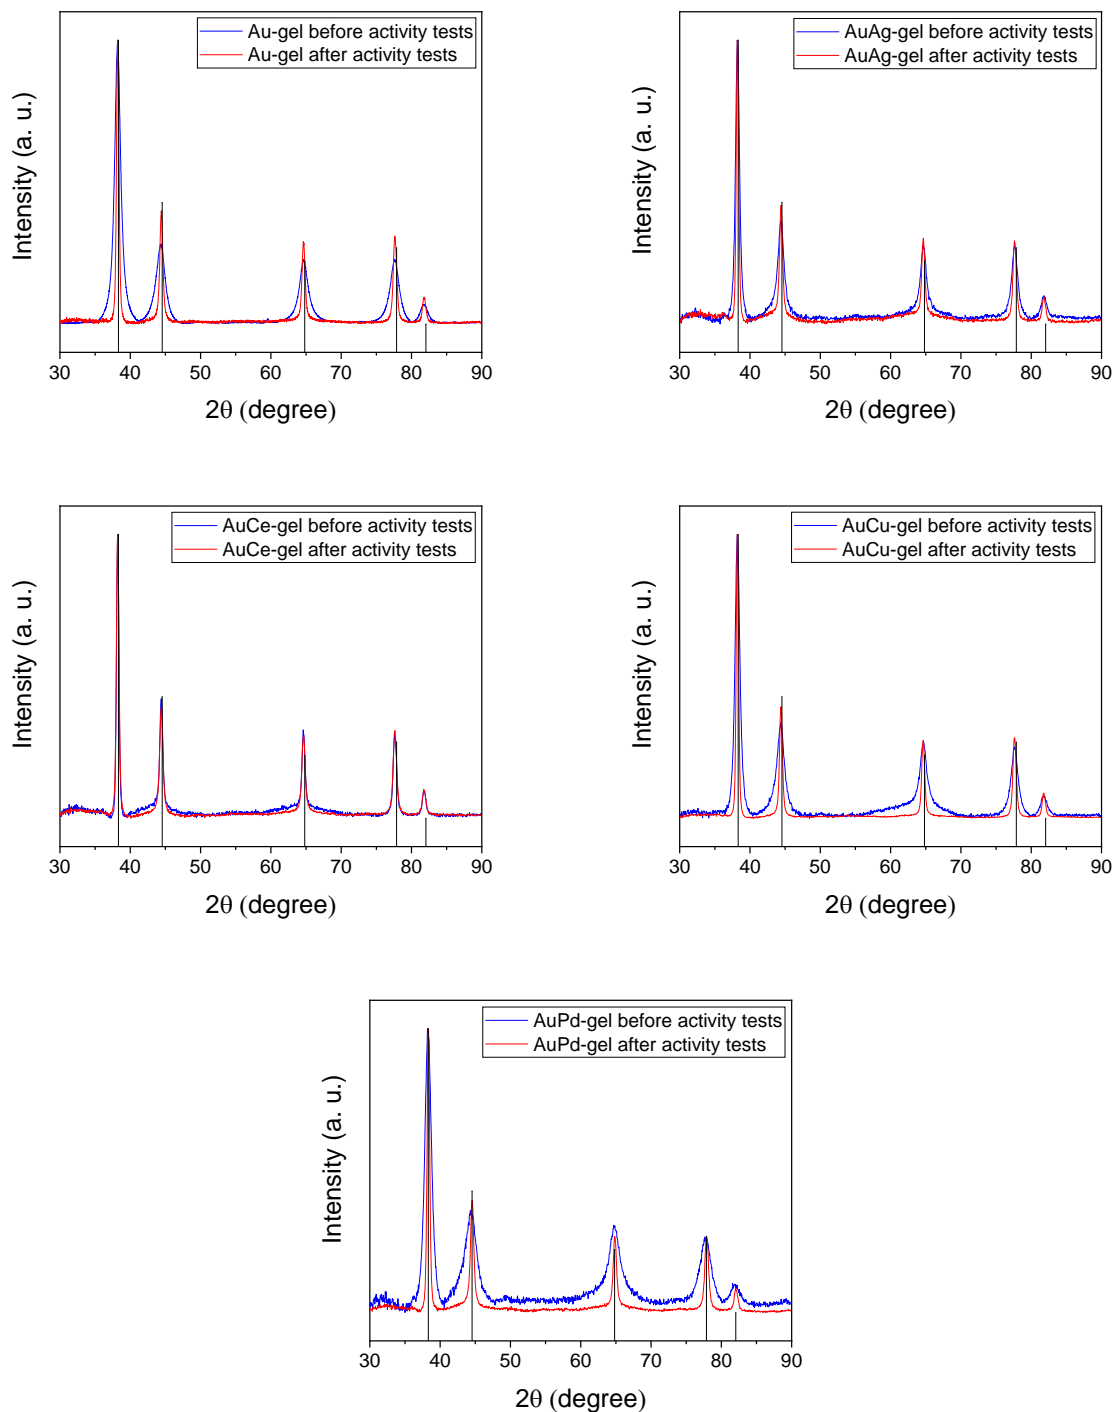 Au-gel before activity tests
Au-gel after activity tests
Intensity (a. u.)
30 40 50 60 70 80 90
2θ (degree)
AuAg-gel before activity tests
AuAg-gel after activity tests
Intensity (a. u.)
30 40 50 60 70 80 90
2θ (degree)
AuCe-gel before activity tests
AuCe-gel after activity tests
Intensity (a. u.)
30 40 50 60 70 80 90
2θ (degree)
AuCu-gel before activity tests
AuCu-gel after activity tests
Intensity (a. u.)
30 40 50 60 70 80 90
2θ (degree)
AuPd-gel before activity tests
AuPd-gel after activity tests
Intensity (a. u.)
30 40 50 60 70 80 90
2θ (degree)